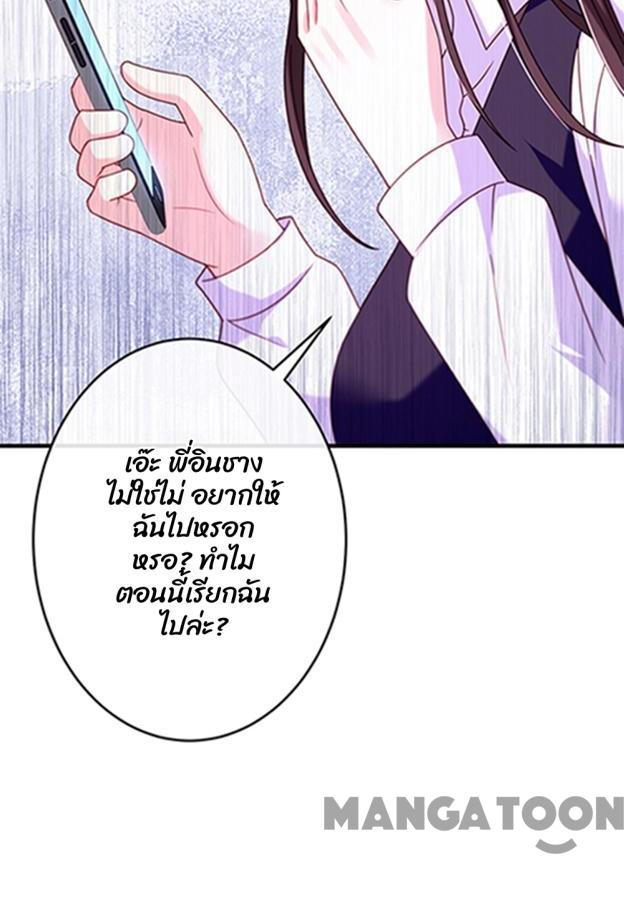 เอ๊ะ พี่อินชาง
ไม่ใช่ไม่ อยากให้
ฉันไปหรอก
หรอ? ทำไม
ตอนนี้เรียกฉัน
ไปล่ะ?
MANGATOON